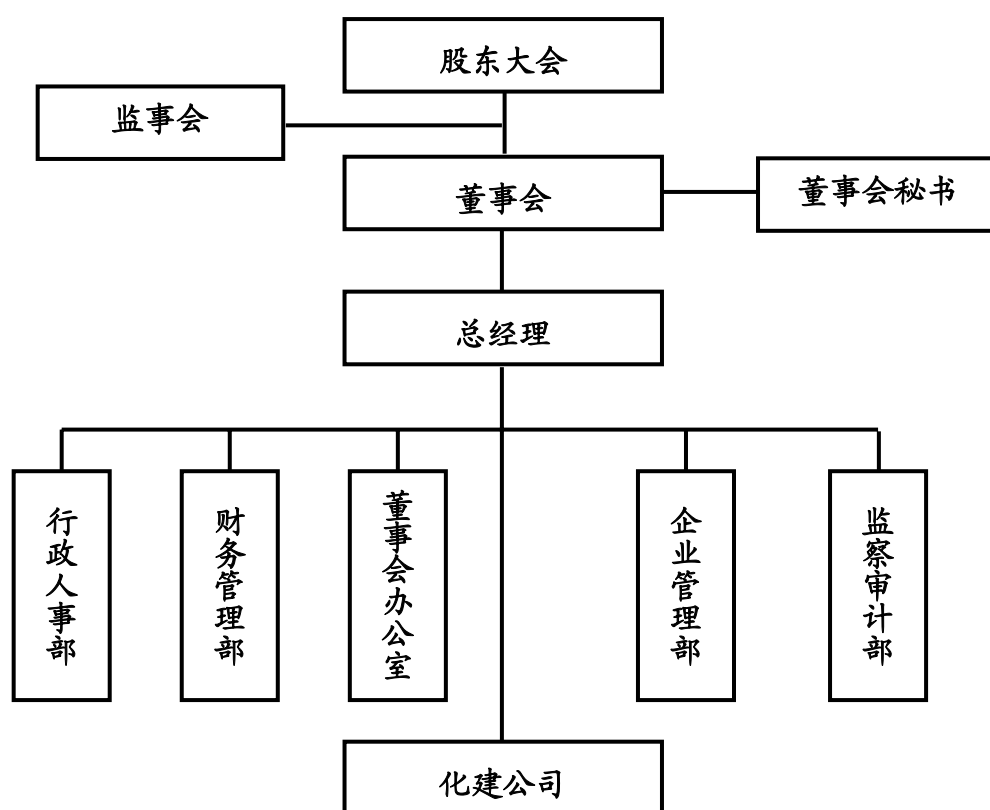 股东大会
监事会
董事会
董事会秘书
总经理
行政人事部
财务管理部
董事会办公室
企业管理部
监察审计部
化建公司